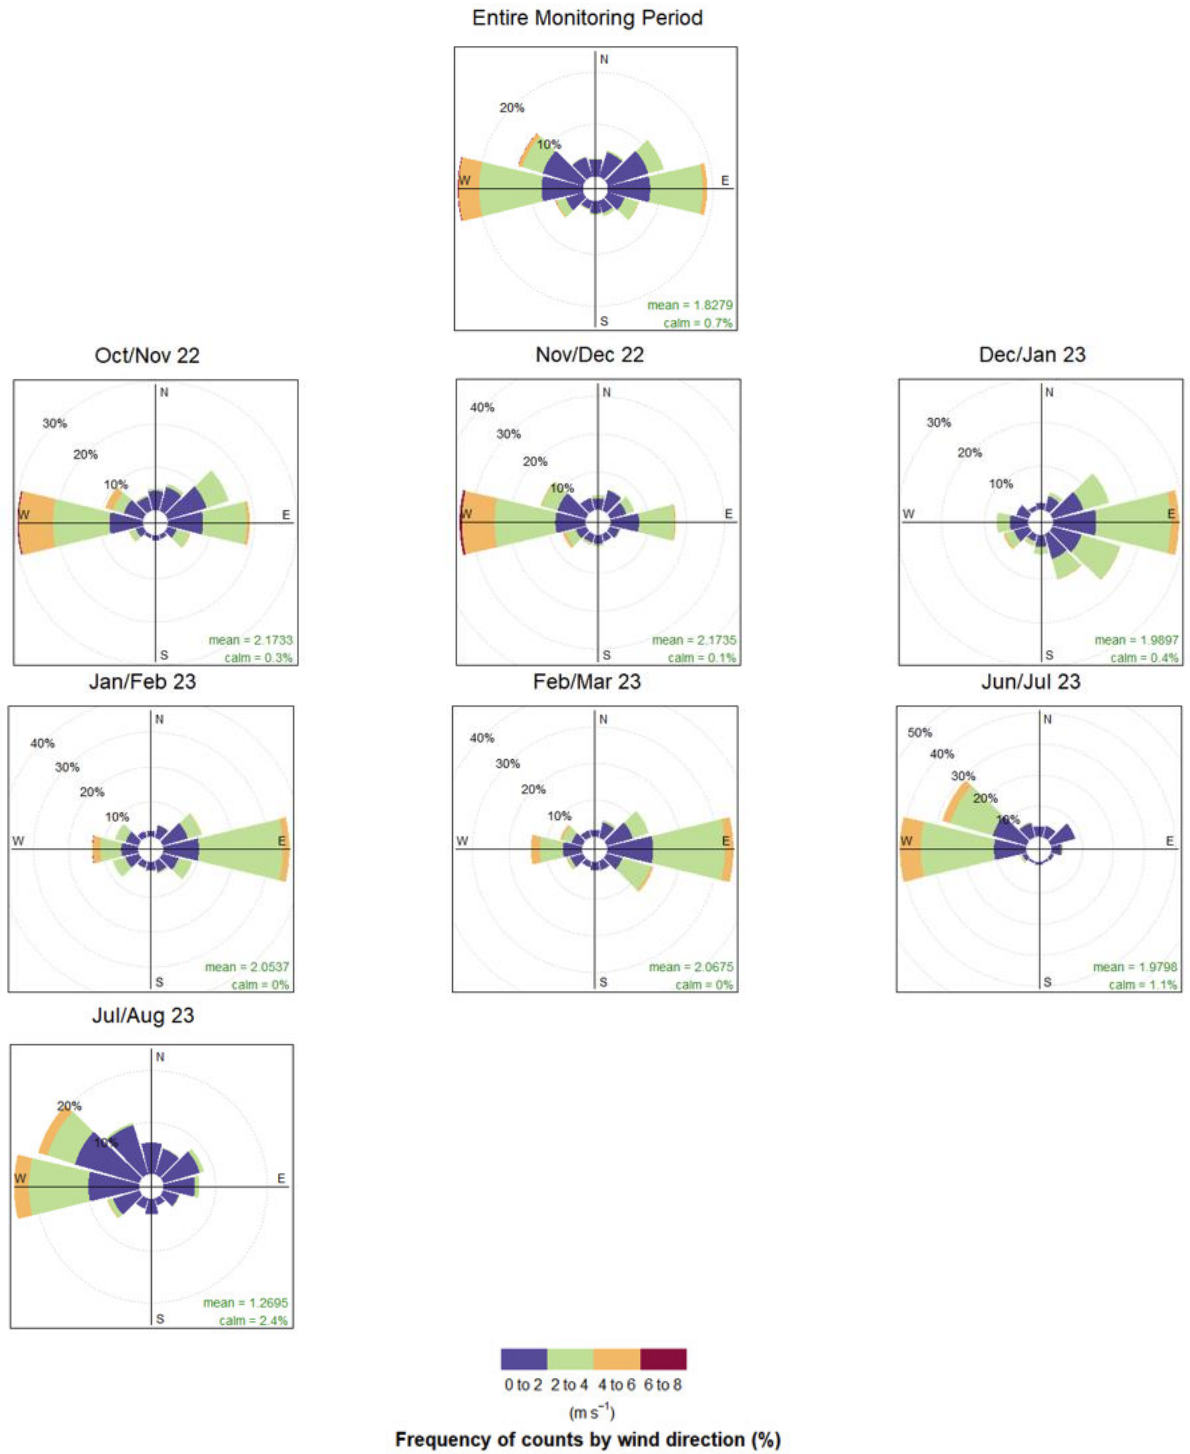 Entire Monitoring Period
N
20%
10%
W
E
S
mean = 1.8279
calm = 0.7%
Oct/Nov 22
N
30%
20%
10%
W
E
S
mean = 2.1733
calm = 0.3%
Nov/Dec 22
N
40%
30%
20%
10%
W
E
S
mean = 2.1735
calm = 0.1%
Dec/Jan 23
N
30%
20%
10%
W
E
S
mean = 1.9897
calm = 0.4%
Jan/Feb 23
N
40%
30%
20%
10%
W
E
S
mean = 2.0537
calm = 0%
Feb/Mar 23
N
40%
30%
20%
10%
W
E
S
mean = 2.0675
calm = 0%
Jun/Jul 23
N
50%
40%
30%
20%
10%
W
E
S
mean = 1.9798
calm = 1.1%
Jul/Aug 23
N
20%
10%
W
E
S
mean = 1.2695
calm = 2.4%
0 to 2 2 to 4 4 to 6 6 to 8
(m s⁻¹)
Frequency of counts by wind direction (%)